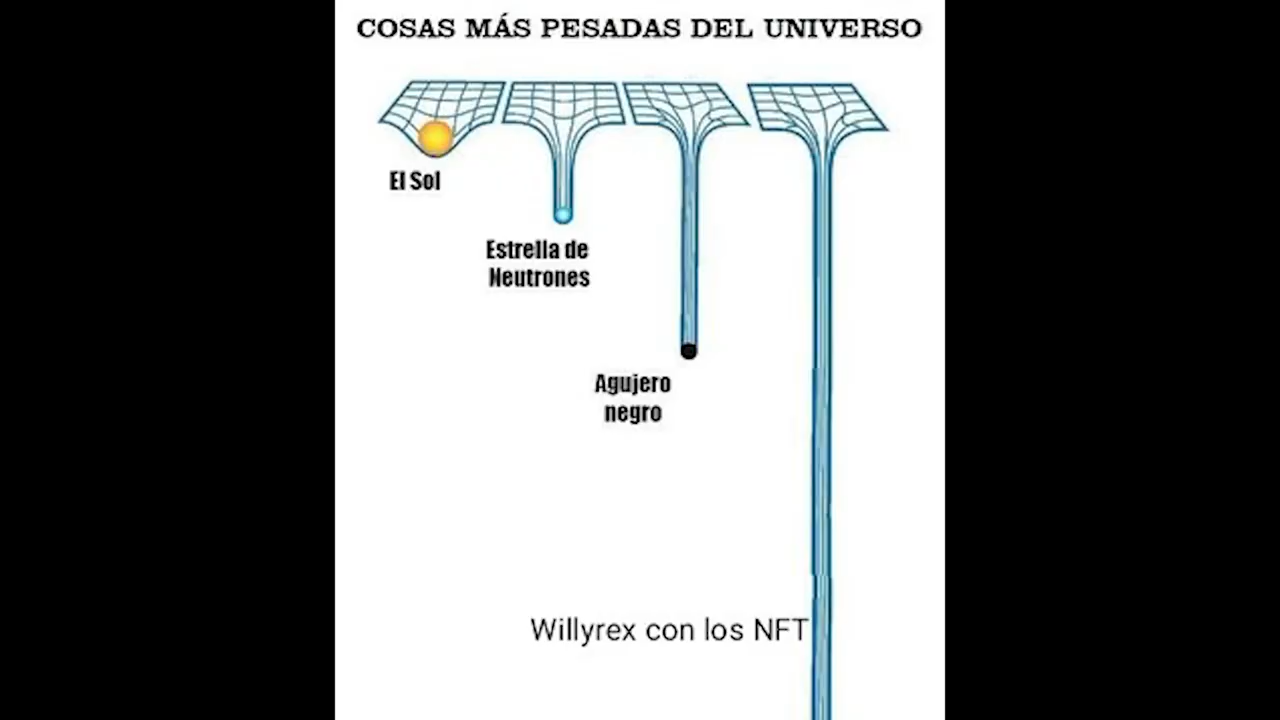 COSAS MÁS PESADAS DEL UNIVERSO
El Sol
Estrella de
Neutrones
Agujero
negro
Willyrex con los NFT